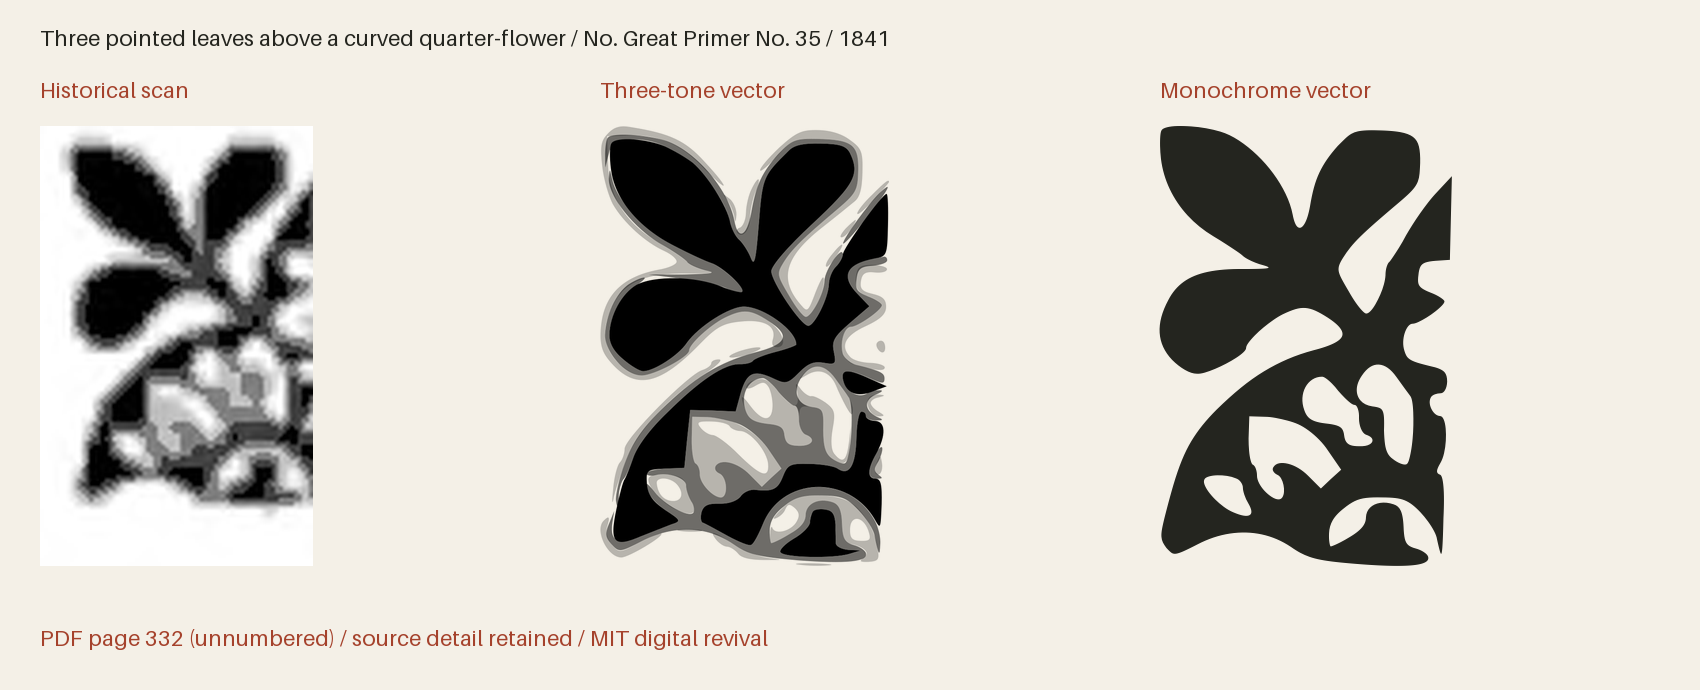 Three pointed leaves above a curved quarter-flower / No. Great Primer No. 35 / 1841
Historical scan
Three-tone vector
Monochrome vector
PDF page 332 (unnumbered) / source detail retained / MIT digital revival